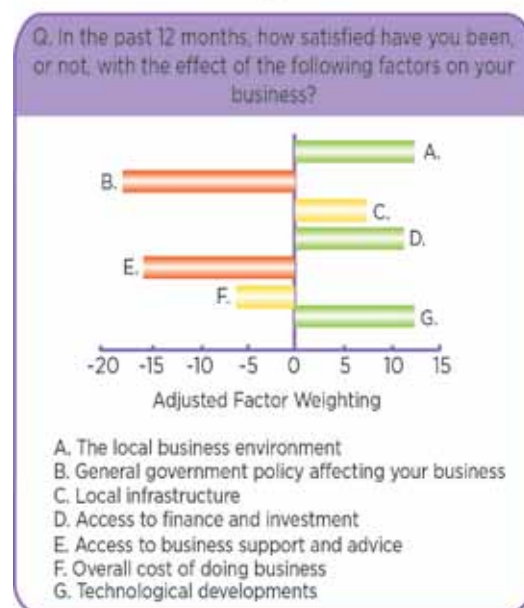 Q. In the past 12 months, how satisfied have you been,
or not, with the effect of the following factors on your
business?
A.
B.
C.
D.
E.
F.
G.
-20 -15 -10 -5 0 5 10 15
Adjusted Factor Weighting
A. The local business environment
B. General government policy affecting your business
C. Local infrastructure
D. Access to finance and investment
E. Access to business support and advice
F. Overall cost of doing business
G. Technological developments